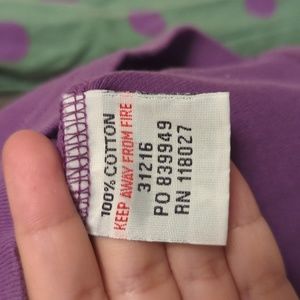 100% COTTON
KEEP AWAY FROM FIRE
31216
PO 839949
RN 118027